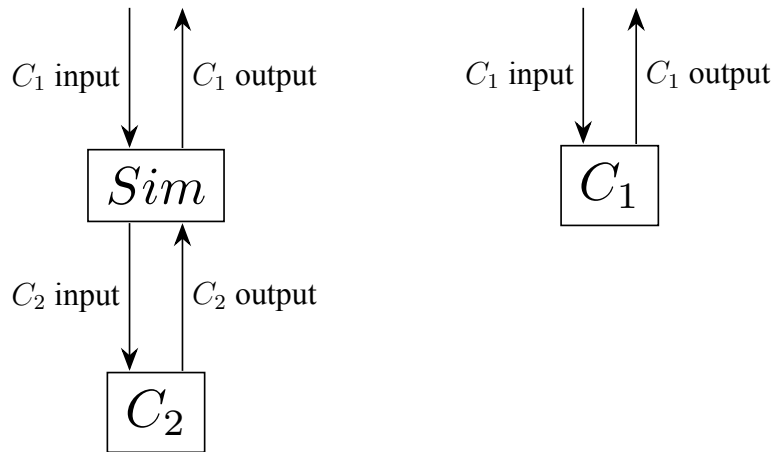 C₁ input
C₁ output
Sim
C₂ input
C₂ output
C₂
C₁ input
C₁ output
C₁